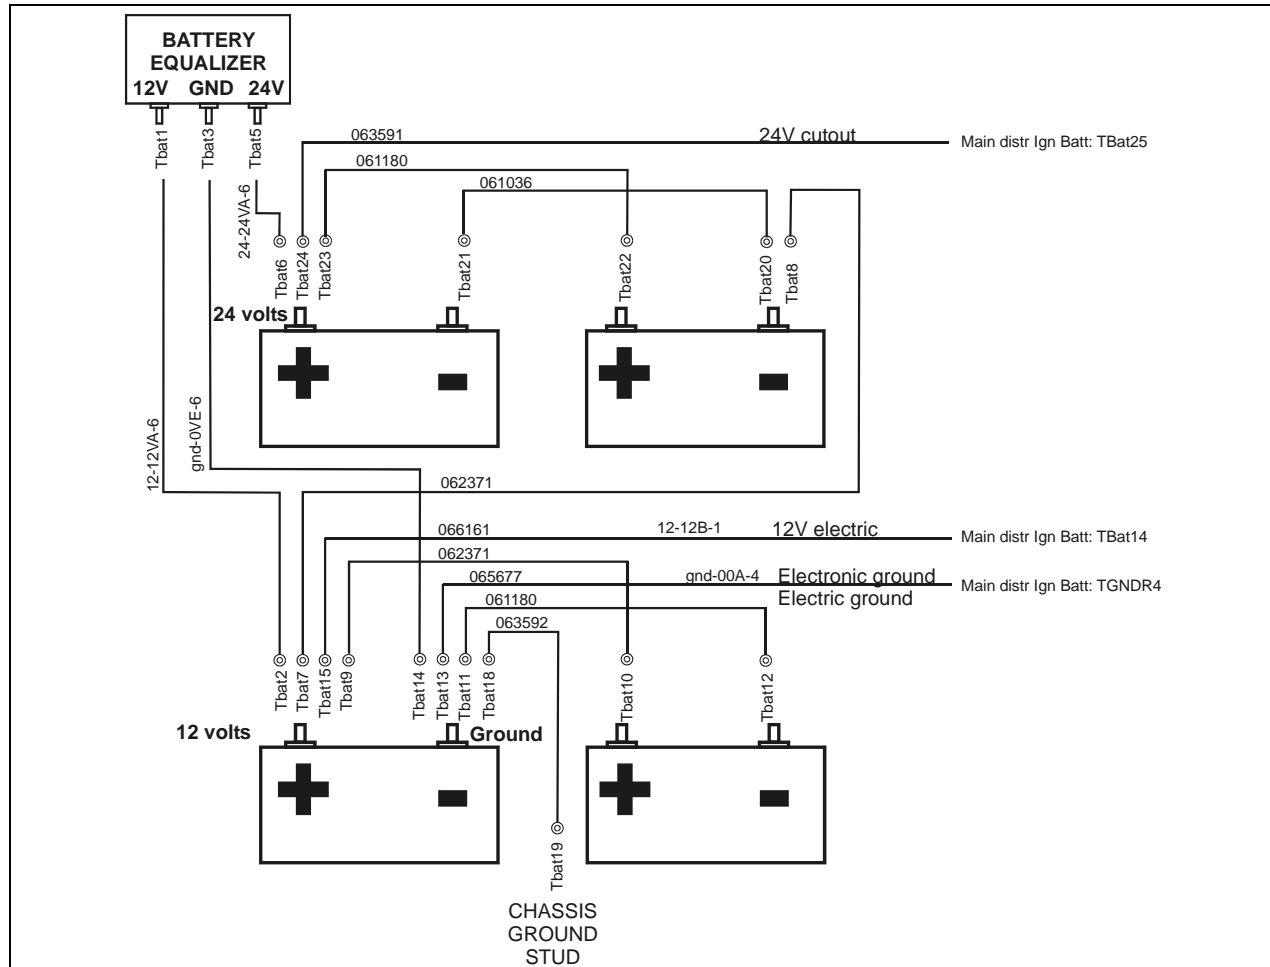 BATTERY
EQUALIZER
12V GND 24V
Tbat1
Tbat3
Tbat5
063591
24V cutout
Main distr Ign Batt: TBat25
061180
061036
24-24VA-6
Tbat6
Tbat24
Tbat23
Tbat21
Tbat22
Tbat20
Tbat8
24 volts
12-12VA-6
gnd-0VE-6
062371
066161
12-12B-1
12V electric
Main distr Ign Batt: TBat14
062371
065677
gnd-00A-4
Electronic ground
Main distr Ign Batt: TGNDR4
Electric ground
061180
063592
Tbat2
Tbat7
Tbat15
Tbat9
Tbat14
Tbat13
Tbat11
Tbat18
Tbat10
Tbat12
12 volts
Ground
Tbat19
CHASSIS
GROUND
STUD